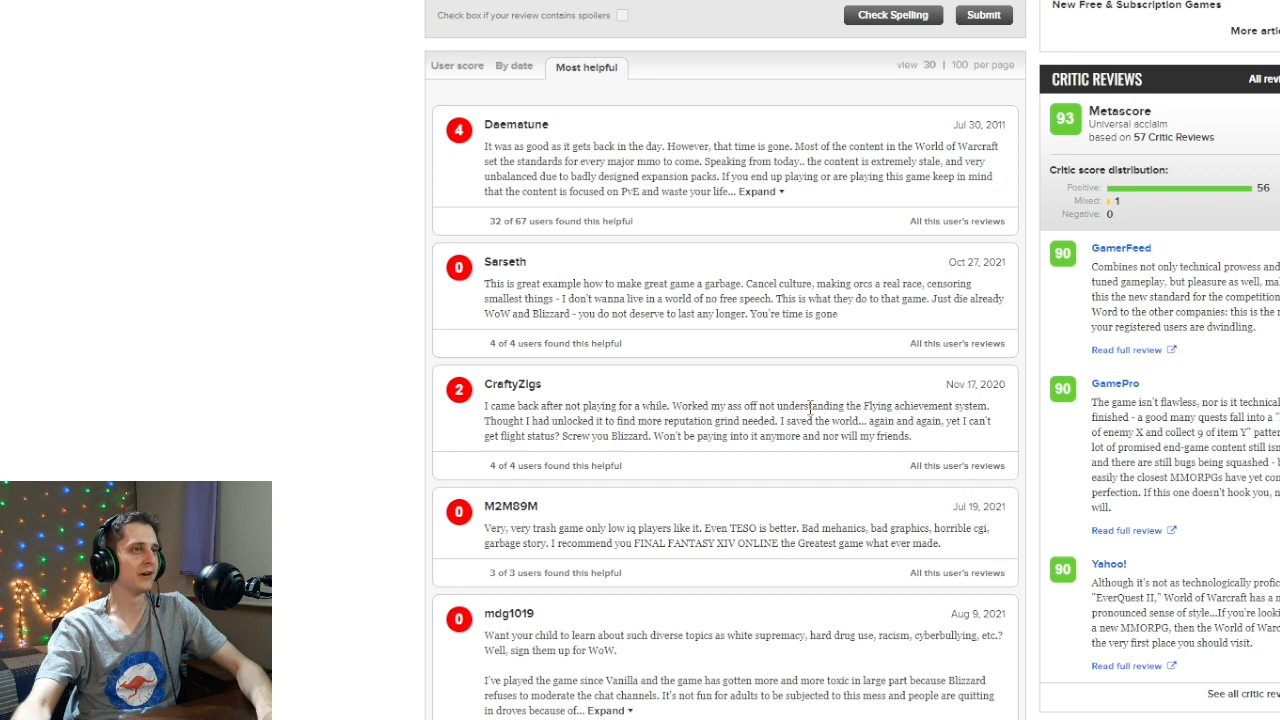 Check box if your review contains spoilers
Check Spelling
Submit
User score
By date
Most helpful
view 30 | 100 per page
4
Daematune
Jul 30, 2011
It was as good as it gets back in the day. However, that time is gone. Most of the content in the World of Warcraft
set the standards for every major mmo to come. Speaking from today.. the content is extremely stale, and very
unbalanced due to badly designed expansion packs. If you end up playing or are playing this game keep in mind
that the content is focused on PvE and waste your life... Expand
32 of 67 users found this helpful
All this user's reviews
0
Sarseth
Oct 27, 2021
This is great example how to make great game a garbage. Cancel culture, making orcs a real race, censoring
smallest things - I don't wanna live in a world of no free speech. This is what they do to that game. Just die already
WoW and Blizzard - you do not deserve to last any longer. You're time is gone
4 of 4 users found this helpful
All this user's reviews
2
CraftyZigs
Nov 17, 2020
I came back after not playing for a while. Worked my ass off not understanding the Flying achievement system.
Thought I had unlocked it to find more reputation grind needed. I saved the world... again and again, yet I can't
get flight status? Screw you Blizzard. Won't be paying into it anymore and nor will my friends.
4 of 4 users found this helpful
All this user's reviews
0
M2M89M
Jul 19, 2021
Very, very trash game only low iq players like it. Even TESO is better. Bad mehanics, bad graphics, horrible cgi,
garbage story. I recommend you FINAL FANTASY XIV ONLINE the Greatest game what ever made.
3 of 3 users found this helpful
All this user's reviews
0
mdg1019
Aug 9, 2021
Want your child to learn about such diverse topics as white supremacy, hard drug use, racism, cyberbullying, etc.?
Well, sign them up for WoW.
I've played the game since Vanilla and the game has gotten more and more toxic in large part because Blizzard
refuses to moderate the chat channels. It's not fun for adults to be subjected to this mess and people are quitting
in droves because of... Expand
New Free & Subscription Games
More artic
CRITIC REVIEWS
All revi
93
Metascore
Universal acclaim
based on 57 Critic Reviews
Critic score distribution:
Positive: 56
Mixed: 1
Negative: 0
90
GamerFeed
Combines not only technical prowess and
tuned gameplay, but pleasure as well, ma
this the new standard for the competition
Word to the other companies: this is the r
your registered users are dwindling.
Read full review
90
GamePro
The game isn't flawless, nor is it technical
finished - a good many quests fall into a "
of enemy X and collect 9 of item Y" patter
lot of promised end-game content still isn
and there are still bugs being squashed - b
easily the closest MMORPGs have yet con
perfection. If this one doesn't hook you, n
will.
Read full review
90
Yahoo!
Although it's not as technologically profic
"EverQuest II," World of Warcraft has a m
pronounced sense of style...If you're looki
a new MMORPG, then the World of Warc
the very first place you should visit.
Read full review
See all critic rev